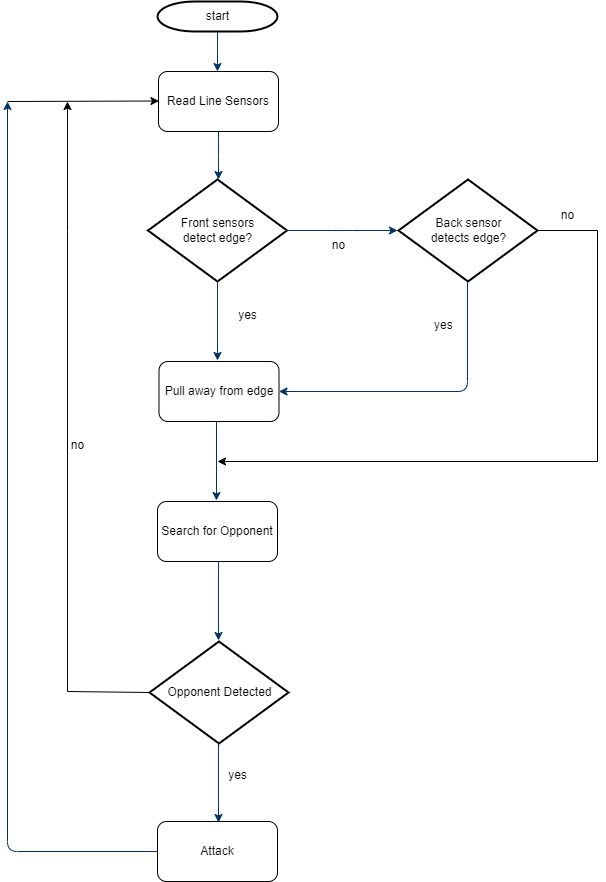 start
Read Line Sensors
Front sensors
detect edge?
no
Back sensor
detects edge?
no
yes
yes
Pull away from edge
no
Search for Opponent
Opponent Detected
yes
Attack